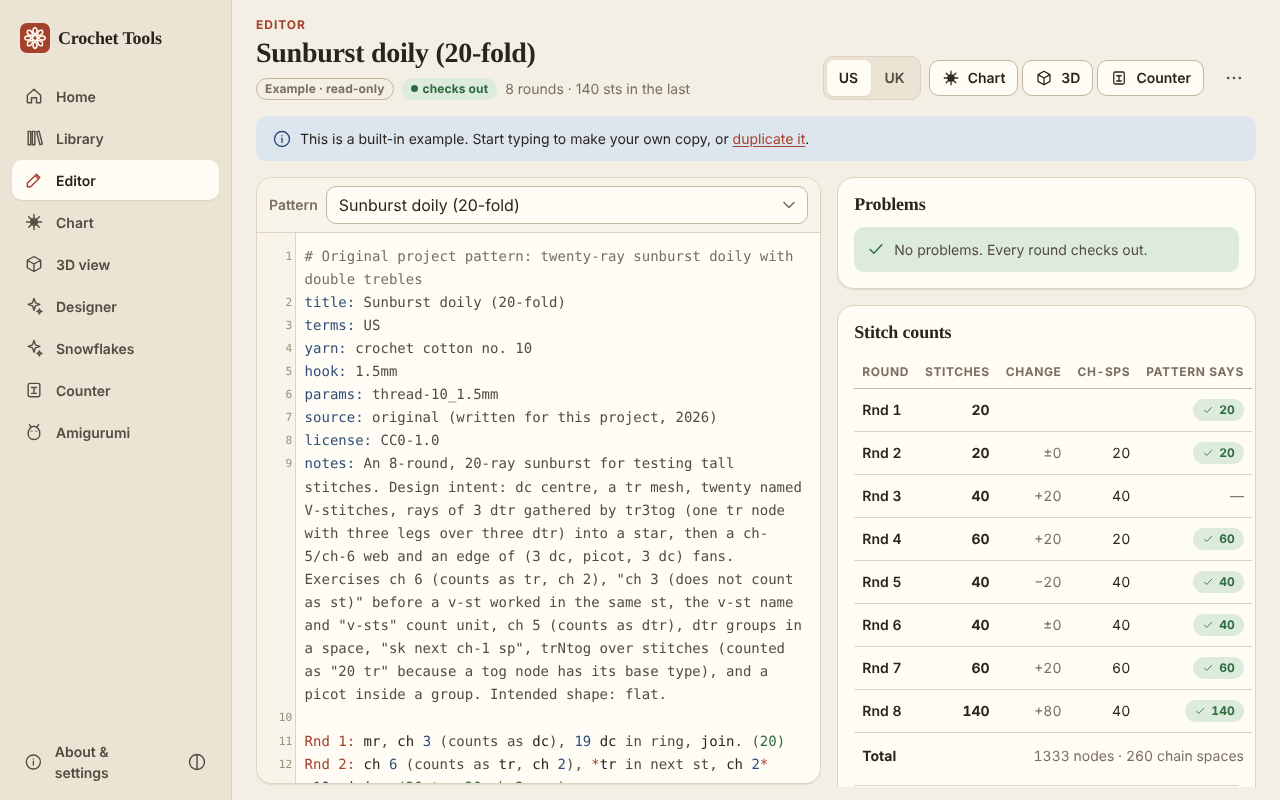 Crochet Tools
Home
Library
Editor
Chart
3D view
Designer
Snowflakes
Counter
Amigurumi
About &
settings
EDITOR
Sunburst doily (20-fold)
Example · read-only
checks out
8 rounds · 140 sts in the last
US UK
Chart
3D
Counter
This is a built-in example. Start typing to make your own copy, or duplicate it.
Pattern Sunburst doily (20-fold)
1 # Original project pattern: twenty-ray sunburst doily with
double trebles
2 title: Sunburst doily (20-fold)
3 terms: US
4 yarn: crochet cotton no. 10
5 hook: 1.5mm
6 params: thread-10_1.5mm
7 source: original (written for this project, 2026)
8 license: CC0-1.0
9 notes: An 8-round, 20-ray sunburst for testing tall
stitches. Design intent: dc centre, a tr mesh, twenty named
V-stitches, rays of 3 dtr gathered by tr3tog (one tr node
with three legs over three dtr) into a star, then a ch-
5/ch-6 web and an edge of (3 dc, picot, 3 dc) fans.
Exercises ch 6 (counts as tr, ch 2), "ch 3 (does not count
as st)" before a v-st worked in the same st, the v-st name
and "v-sts" count unit, ch 5 (counts as dtr), dtr groups in
a space, "sk next ch-1 sp", trNtog over stitches (counted
as "20 tr" because a tog node has its base type), and a
picot inside a group. Intended shape: flat.
10
11 Rnd 1: mr, ch 3 (counts as dc), 19 dc in ring, join. (20)
12 Rnd 2: ch 6 (counts as tr, ch 2), *tr in next st, ch 2*
Problems
No problems. Every round checks out.
Stitch counts
ROUND STITCHES CHANGE CH-SPS PATTERN SAYS
Rnd 1 20 20
Rnd 2 20 ±0 20 20
Rnd 3 40 +20 40 —
Rnd 4 60 +20 20 60
Rnd 5 40 −20 40 40
Rnd 6 40 ±0 40 40
Rnd 7 60 +20 60 60
Rnd 8 140 +80 40 140
Total 1333 nodes · 260 chain spaces